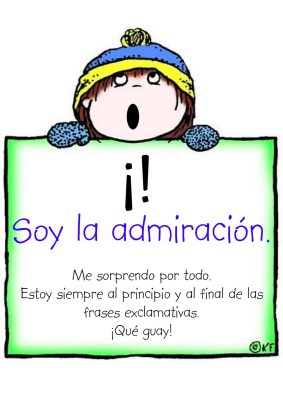 ¡!
Soy la admiración.
Me sorprendo por todo.
Estoy siempre al principio y al final de las
frases exclamativas.
¡Qué guay!
©KF